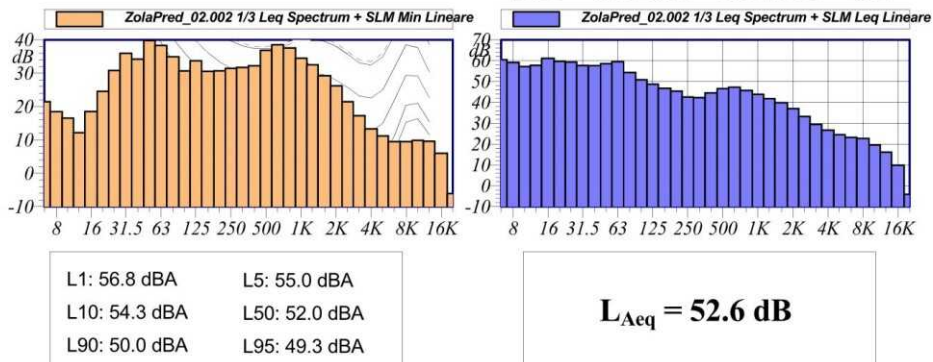 ZolaPred_02.002 1/3 Leq Spectrum + SLM Min Lineare
40
dB
30
20
10
0
-10
8 16 31.5 63 125 250 500 1K 2K 4K 8K 16K
ZolaPred_02.002 1/3 Leq Spectrum + SLM Leq Lineare
70
dB
60
50
40
30
20
10
0
-10
8 16 31.5 63 125 250 500 1K 2K 4K 8K 16K
L1: 56.8 dBA L5: 55.0 dBA
L10: 54.3 dBA L50: 52.0 dBA
L90: 50.0 dBA L95: 49.3 dBA
LAeq = 52.6 dB